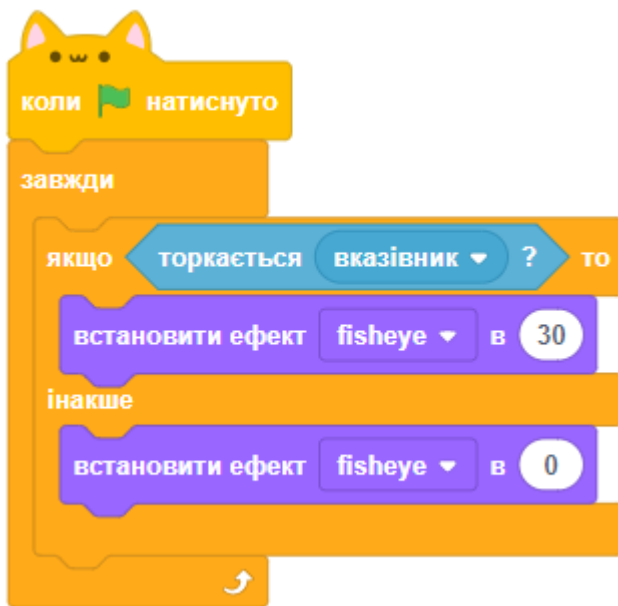 коли натиснуто
завжди
якщо торкається вказівник ? то
встановити ефект fisheye в 30
інакше
встановити ефект fisheye в 0